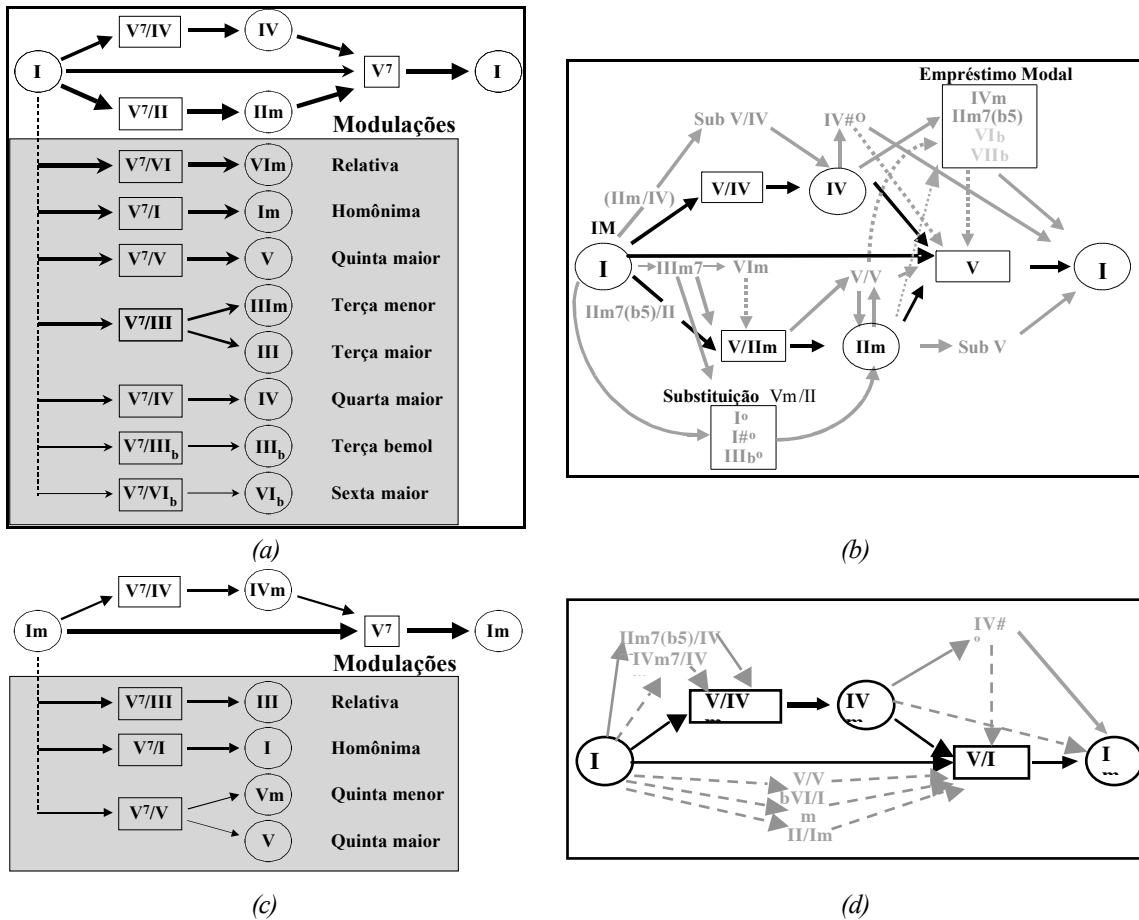 V7/IV IV
I V7 I
V7/II IIm
Modulações
V7/VI VIm Relativa
V7/I Im Homônima
V7/V V Quinta maior
V7/III IIIm Terça menor
III Terça maior
V7/IV IV Quarta maior
V7/IIIb IIIb Terça bemol
V7/VIb VIb Sexta maior
(a)
Empréstimo Modal
IVm
IIm7(b5)
VIb
VIIb
Sub V/IV IV#o
(IIm/IV) V/IV IV
IM
I IIIm7 VIm V/V V I
IIm7(b5)/II
V/IIm IIm Sub V
Substituição Vm/II
Io
I#o
IIIbo
(b)
V7/IV IVm
Im V7 Im
Modulações
V7/III III Relativa
V7/I I Homônima
V7/V Vm Quinta menor
V Quinta maior
(c)
IIm7(b5)/IV IV#
o
IVm7/IV
V/IV IV
m
I V/I I
m
V/V
bVI/I
m
II/Im
(d)